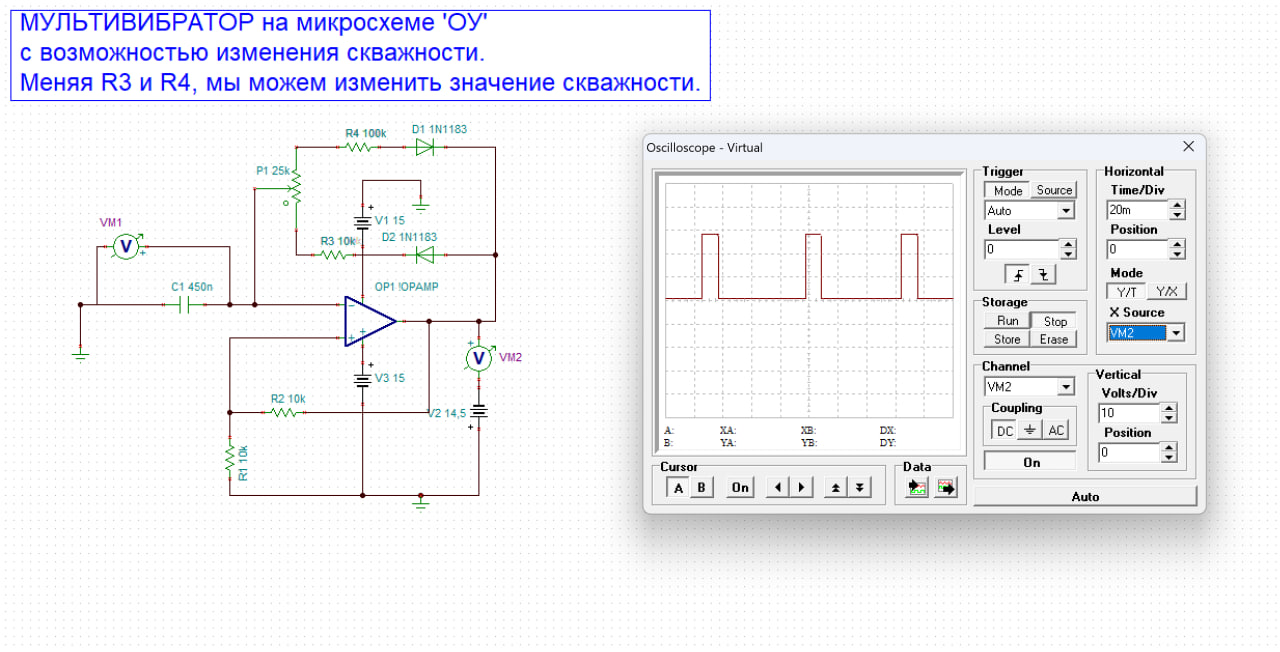 МУЛЬТИВИБРАТОР на микросхеме 'ОУ'
с возможностью изменения скважности.
Меняя R3 и R4, мы можем изменить значение скважности.
R4 100k
D1 1N1183
P1 25k
V1 15
VM1
V
+
R3 10k
D2 1N1183
C1 450n
OP1 !OPAMP
V
VM2
V3 15
R2 10k
V2 14,5
R1 10k
Oscilloscope - Virtual
A: XA: XB: DX:
B: YA: YB: DY:
Cursor
A B On
Data
Trigger
Mode Source
Auto
Level
0
Storage
Run Stop
Store Erase
Horizontal
Time/Div
20m
Position
0
Mode
Y/T Y/X
X Source
VM2
Channel
VM2
Coupling
DC AC
On
Vertical
Volts/Div
10
Position
0
Auto